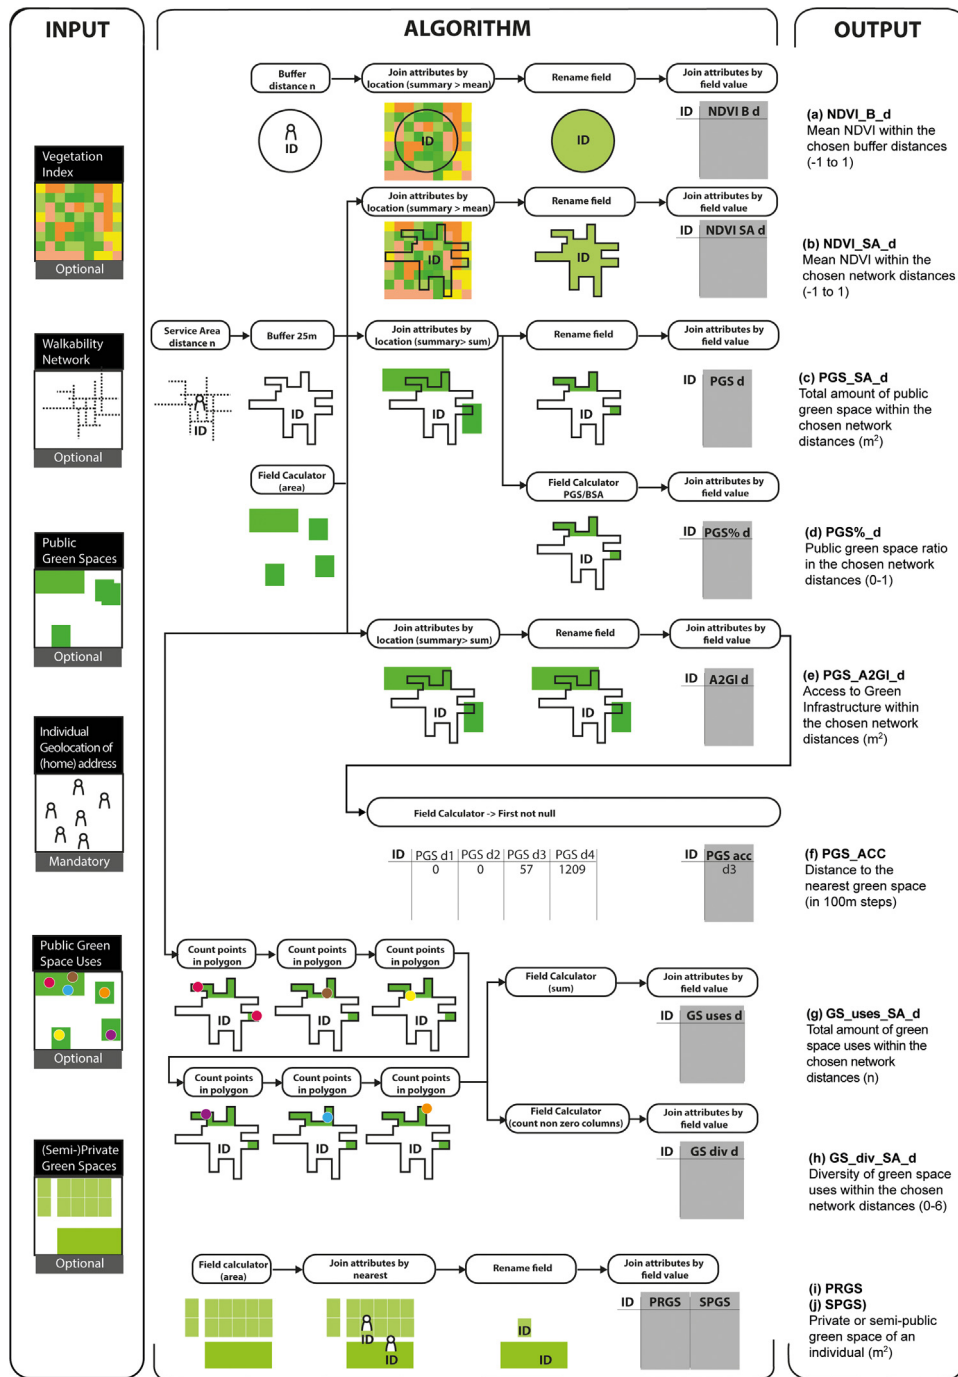 INPUT
ALGORITHM
OUTPUT
Vegetation
Index
Optional
Walkability
Network
Optional
Public
Green Spaces
Optional
Individual
Geolocation of
(home) address
Mandatory
Public Green
Space Uses
Optional
(Semi-)Private
Green Spaces
Optional
Buffer
distance n
Join attributes by
location (summary > mean)
Rename field
Join attributes by
field value
ID
ID
ID
ID NDVI B d
(a) NDVI_B_d
Mean NDVI within the
chosen buffer distances
(-1 to 1)
Join attributes by
location (summary > mean)
Rename field
Join attributes by
field value
ID
ID
ID NDVI SA d
(b) NDVI_SA_d
Mean NDVI within the
chosen network distances
(-1 to 1)
Service Area
distance n
Buffer 25m
Join attributes by
location (summary> sum)
Rename field
Join attributes by
field value
ID
ID
ID
ID
ID PGS d
(c) PGS_SA_d
Total amount of public
green space within the
chosen network
distances (m²)
Field Caculator
(area)
Field Calculator
PGS/BSA
Join attributes by
field value
ID
ID PGS% d
(d) PGS%_d
Public green space ratio
in the chosen network
distances (0-1)
Join attributes by
location (summary> sum)
Rename field
Join attributes by
field value
ID
ID
ID A2GI d
(e) PGS_A2GI_d
Access to Green
Infrastructure within
the chosen network
distances (m²)
Field Calculator -> First not null
ID PGS d1 PGS d2 PGS d3 PGS d4
0 0 57 1209
ID PGS acc
d3
(f) PGS_ACC
Distance to the
nearest green space
(in 100m steps)
Count points
in polygon
Count points
in polygon
Count points
in polygon
ID
ID
ID
Count points
in polygon
Count points
in polygon
Count points
in polygon
ID
ID
ID
Field Calculator
(sum)
Join attributes by
field value
ID GS uses d
(g) GS_uses_SA_d
Total amount of green
space uses within the
chosen network
distances (n)
Field Calculator
(count non zero columns)
Join attributes by
field value
ID GS div d
(h) GS_div_SA_d
Diversity of green space
uses within the chosen
network distances (0-6)
Field calculator
(area)
Join attributes by
nearest
Rename field
Join attributes by
field value
ID
ID
ID
ID
ID PRGS SPGS
(i) PRGS
(j) SPGS)
Private or semi-public
green space of an
individual (m²)